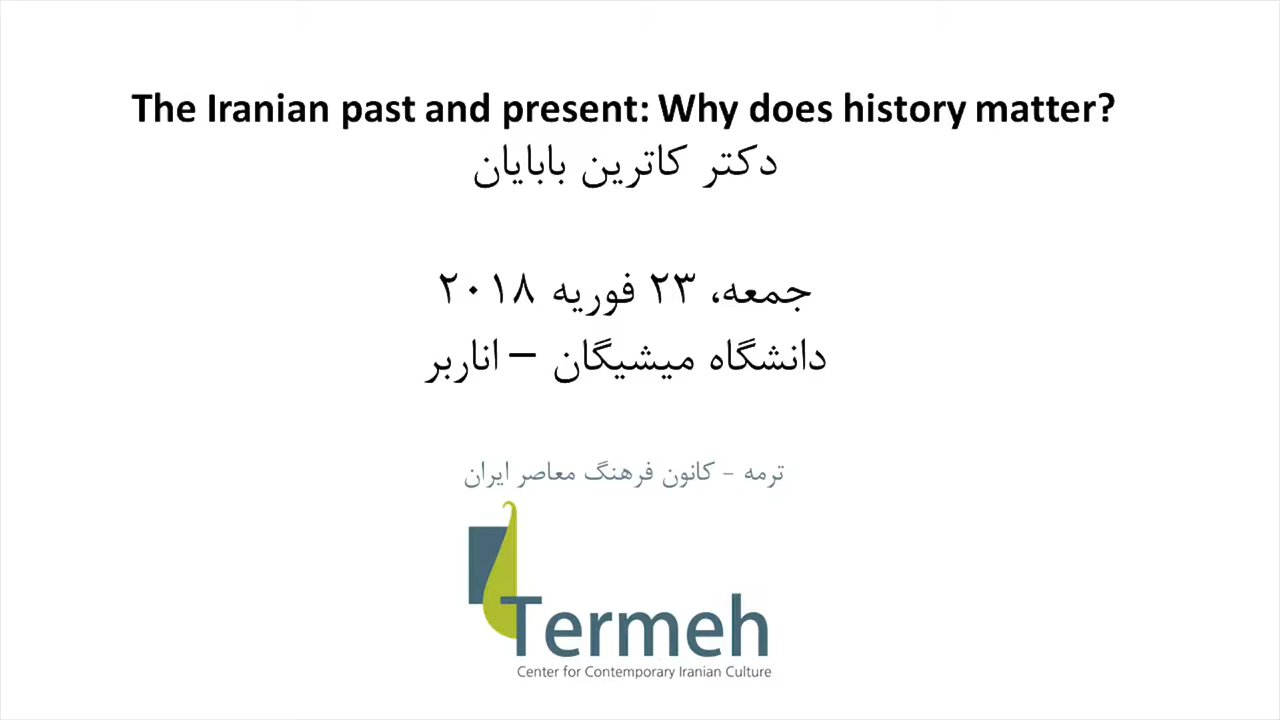 The Iranian past and present: Why does history matter?
دکتر کاترین بابایان
جمعه، ۲۳ فوریه ۲۰۱۸
دانشگاه میشیگان – اناربر
ترمه - کانون فرهنگ معاصر ایران
Termeh
Center for Contemporary Iranian Culture